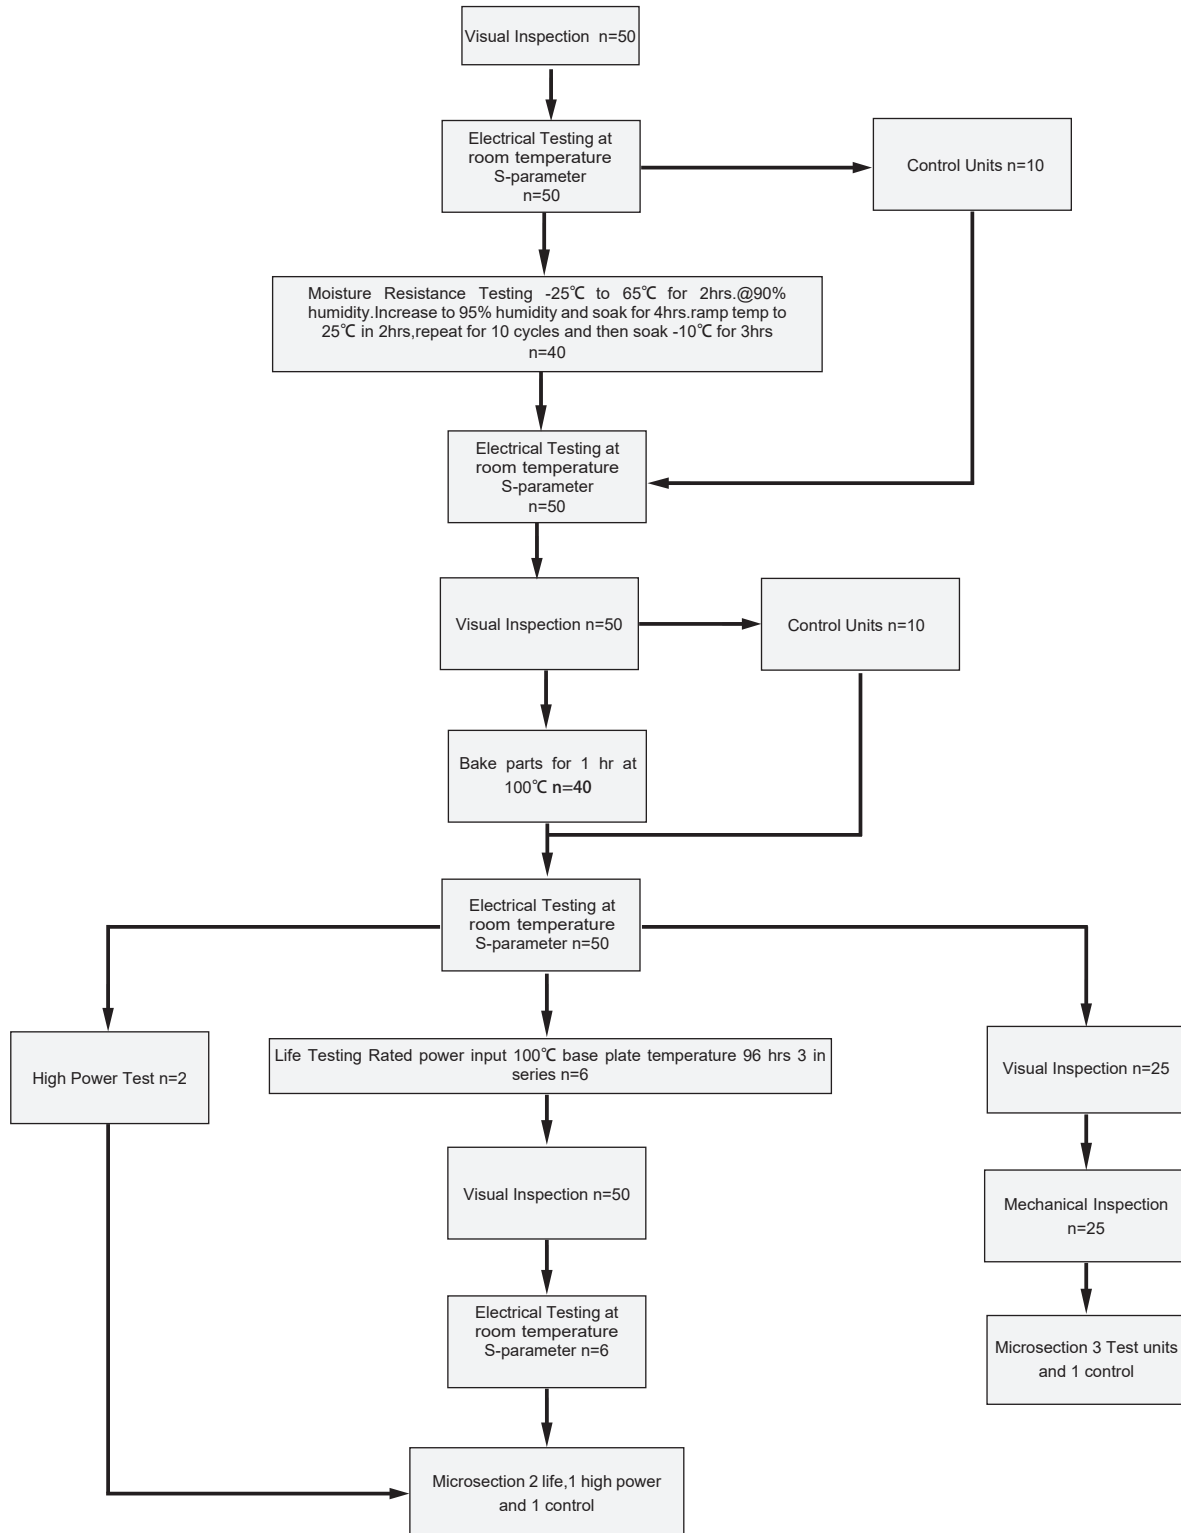 Visual Inspection n=50
Electrical Testing at
room temperature
S-parameter
n=50
Control Units n=10
Moisture Resistance Testing -25℃ to 65℃ for 2hrs.@90%
humidity.Increase to 95% humidity and soak for 4hrs.ramp temp to
25℃ in 2hrs,repeat for 10 cycles and then soak -10℃ for 3hrs
n=40
Electrical Testing at
room temperature
S-parameter
n=50
Visual Inspection n=50
Control Units n=10
Bake parts for 1 hr at
100℃ n=40
Electrical Testing at
room temperature
S-parameter n=50
High Power Test n=2
Life Testing Rated power input 100℃ base plate temperature 96 hrs 3 in
series n=6
Visual Inspection n=25
Visual Inspection n=50
Mechanical Inspection
n=25
Electrical Testing at
room temperature
S-parameter n=6
Microsection 3 Test units
and 1 control
Microsection 2 life,1 high power
and 1 control